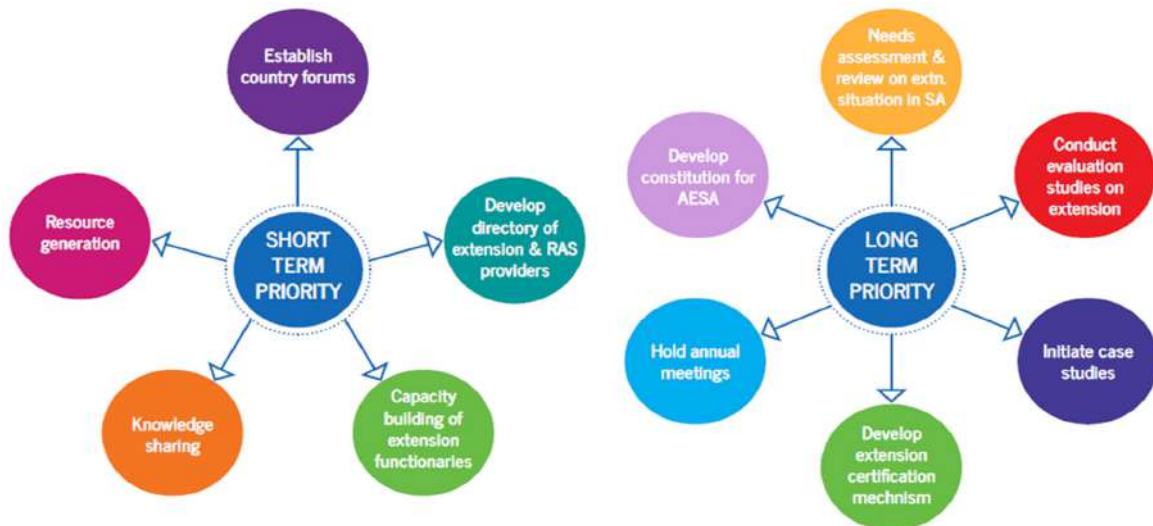 Establish
country forums
Resource
generation
SHORT
TERM
PRIORITY
Develop
directory of
extension & RAS
providers
Knowledge
sharing
Capacity
building of
extension
functionaries
Needs
assessment &
review on extn.
situation in SA
Develop
constitution for
AESA
Conduct
evaluation
studies on
extension
LONG
TERM
PRIORITY
Hold annual
meetings
Initiate case
studies
Develop
extension
certification
mechnism